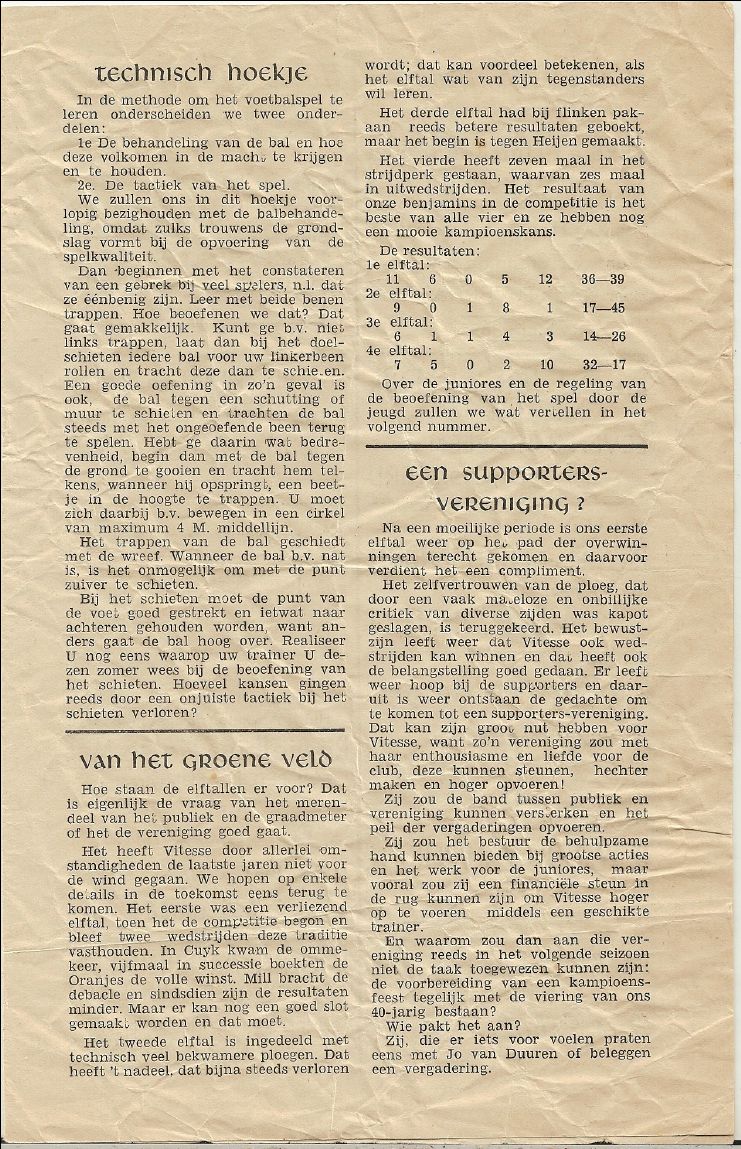 technisch hoekje
In de methode om het voetbalspel te
leren onderscheiden we twee onder-
delen:
1e De behandeling van de bal en hoe
deze volkomen in de macht te krijgen
en te houden.
2e. De tactiek van het spel.
We zullen ons in dit hoekje voor-
lopig bezighouden met de balbehande-
ling, omdat zulks trouwens de grond-
slag vormt bij de opvoering van de
spelkwaliteit.
Dan beginnen met het constateren
van een gebrek bij veel spelers, n.l. dat
ze éénbenig zijn. Leer met beide benen
trappen. Hoe beoefenen we dat? Dat
gaat gemakkelijk. Kunt ge b.v. niet
links trappen, laat dan bij het doel-
schieten iedere bal voor uw linkerbeen
rollen en tracht deze dan te schieten.
Een goede oefening in zo'n geval is
ook, de bal tegen een schutting of
muur te schieten en trachten de bal
steeds met het ongeoefende been terug
te spelen. Hebt ge daarin wat bedre-
venheid, begin dan met de bal tegen
de grond te gooien en tracht hem tel-
kens, wanneer hij opspringt, een beet-
je in de hoogte te trappen. U moet
zich daarbij b.v. bewegen in een cirkel
van maximum 4 M. middellijn.
Het trappen van de bal geschiedt
met de wreef. Wanneer de bal b.v. nat
is, is het onmogelijk om met de punt
zuiver te schieten.
Bij het schieten moet de punt van
de voet goed gestrekt en ietwat naar
achteren gehouden worden, want an-
ders gaat de bal hoog over. Realiseer
U nog eens waarop uw trainer U de-
zen zomer wees bij de beoefening van
het schieten. Hoeveel kansen gingen
reeds door een onjuiste tactiek bij het
schieten verloren?
van het groene veld
Hoe staan de elftallen er voor? Dat
is eigenlijk de vraag van het meren-
deel van het publiek en de graadmeter
of het de vereniging goed gaat.
Het heeft Vitesse door allerlei om-
standigheden de laatste jaren niet voor
de wind gegaan. We hopen op enkele
details in de toekomst eens terug te
komen. Het eerste was een verliezend
elftal, toen het de competitie begon en
bleef twee wedstrijden deze traditie
vasthouden. In Cuyk kwam de omme-
keer, vijfmaal in successie boekten de
Oranjes de volle winst. Mill bracht de
debacle en sindsdien zijn de resultaten
minder. Maar er kan nog een goed slot
gemaakt worden en dat moet.
Het tweede elftal is ingedeeld met
technisch veel bekwamere ploegen. Dat
heeft 't nadeel, dat bijna steeds verloren
wordt; dat kan voordeel betekenen, als
het elftal wat van zijn tegenstanders
wil leren.
Het derde elftal had bij flinken pak-
aan reeds betere resultaten geboekt,
maar het begin is tegen Heijen gemaakt.
Het vierde heeft zeven maal in het
strijdperk gestaan, waarvan zes maal
in uitwedstrijden. Het resultaat van
onze benjamins in de competitie is het
beste van alle vier en ze hebben nog
een mooie kampioenskans.
De resultaten:
1e elftal:
11 6 0 5 12 36—39
2e elftal:
9 0 1 8 1 17—45
3e elftal:
6 1 1 4 3 14—26
4e elftal:
7 5 0 2 10 32—17
Over de juniores en de regeling van
de beoefening van het spel door de
jeugd zullen we wat vertellen in het
volgend nummer.
een supporters-
vereniging ?
Na een moeilijke periode is ons eerste
elftal weer op het pad der overwin-
ningen terecht gekomen en daarvoor
verdient het een compliment.
Het zelfvertrouwen van de ploeg, dat
door een vaak mateloze en onbillijke
critiek van diverse zijden was kapot
geslagen, is teruggekeerd. Het bewust-
zijn leeft weer dat Vitesse ook wed-
strijden kan winnen en dat heeft ook
de belangstelling goed gedaan. Er leeft
weer hoop bij de supporters en daar-
uit is weer ontstaan de gedachte om
te komen tot een supporters-vereniging.
Dat kan zijn groot nut hebben voor
Vitesse, want zo'n vereniging zou met
haar enthousiasme en liefde voor de
club, deze kunnen steunen, hechter
maken en hoger opvoeren!
Zij zou de band tussen publiek en
vereniging kunnen versterken en het
peil der vergaderingen opvoeren.
Zij zou het bestuur de behulpzame
hand kunnen bieden bij grootse acties
en het werk voor de juniores, maar
vooral zou zij een financiële steun in
de rug kunnen zijn om Vitesse hoger
op te voeren middels een geschikte
trainer.
En waarom zou dan aan die ver-
eniging reeds in het volgende seizoen
niet de taak toegewezen kunnen zijn:
de voorbereiding van een kampioens-
feest tegelijk met de viering van ons
40-jarig bestaan?
Wie pakt het aan?
Zij, die er iets voor voelen praten
eens met Jo van Duuren of beleggen
een vergadering.